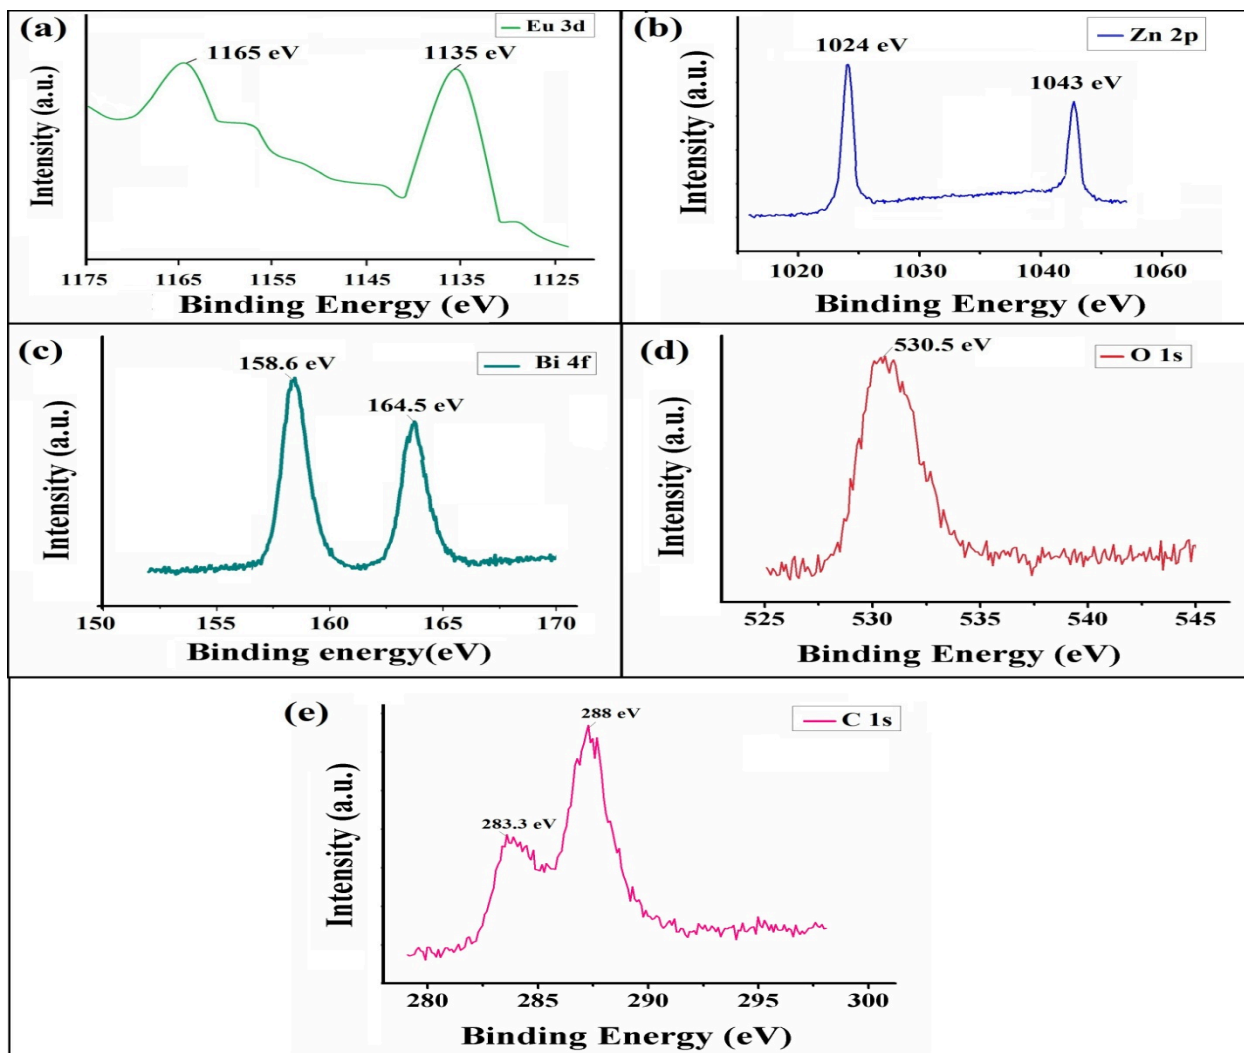 (a)
Eu 3d
1165 eV
1135 eV
Intensity (a.u.)
1175 1165 1155 1145 1135 1125
Binding Energy (eV)
(b)
Zn 2p
1024 eV
1043 eV
Intensity (a.u.)
1020 1030 1040 1060
Binding Energy (eV)
(c)
Bi 4f
158.6 eV
164.5 eV
Intensity (a.u.)
150 155 160 165 170
Binding energy(eV)
(d)
O 1s
530.5 eV
Intensity (a.u.)
525 530 535 540 545
Binding Energy (eV)
(e)
C 1s
288 eV
283.3 eV
Intensity (a.u.)
280 285 290 295 300
Binding Energy (eV)